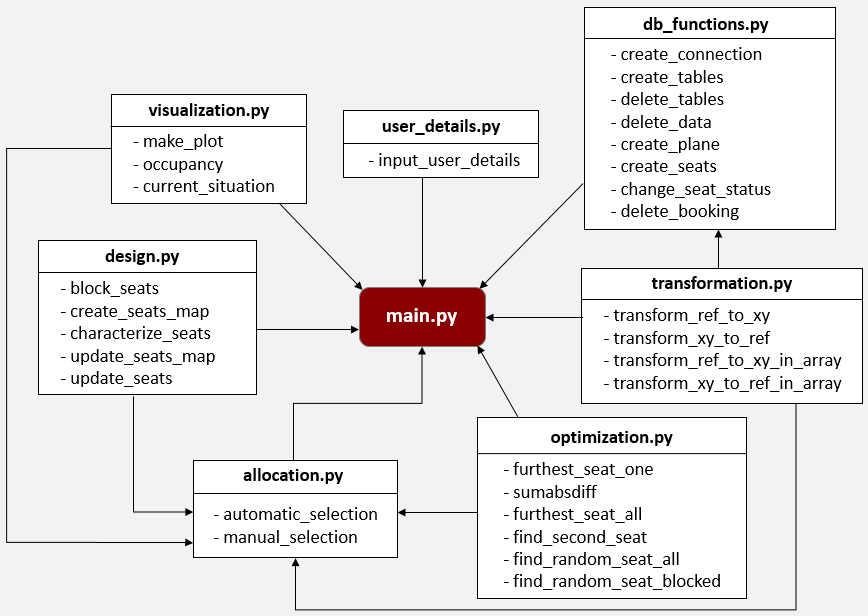 db_functions.py
- create_connection
- create_tables
- delete_tables
- delete_data
- create_plane
- create_seats
- change_seat_status
- delete_booking
visualization.py
- make_plot
- occupancy
- current_situation
user_details.py
- input_user_details
design.py
- block_seats
- create_seats_map
- characterize_seats
- update_seats_map
- update_seats
main.py
transformation.py
- transform_ref_to_xy
- transform_xy_to_ref
- transform_ref_to_xy_in_array
- transform_xy_to_ref_in_array
allocation.py
- automatic_selection
- manual_selection
optimization.py
- furthest_seat_one
- sumabsdiff
- furthest_seat_all
- find_second_seat
- find_random_seat_all
- find_random_seat_blocked